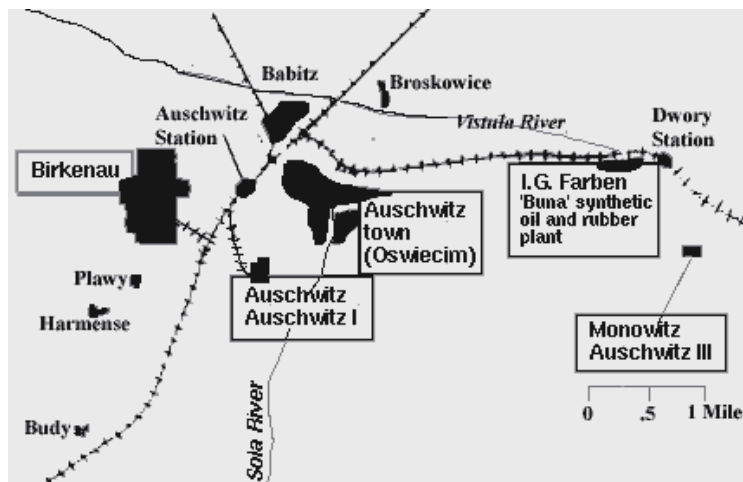 Babitz
Broskowice
Auschwitz
Station
Vistula River
Dwory
Station
Birkenau
I.G. Farben
'Buna' synthetic
oil and rubber
plant
Auschwitz
town
(Oswiecim)
Plawy
Harmense
Auschwitz
Auschwitz I
Monowitz
Auschwitz III
0 .5 1 Mile
Budy
Sola River